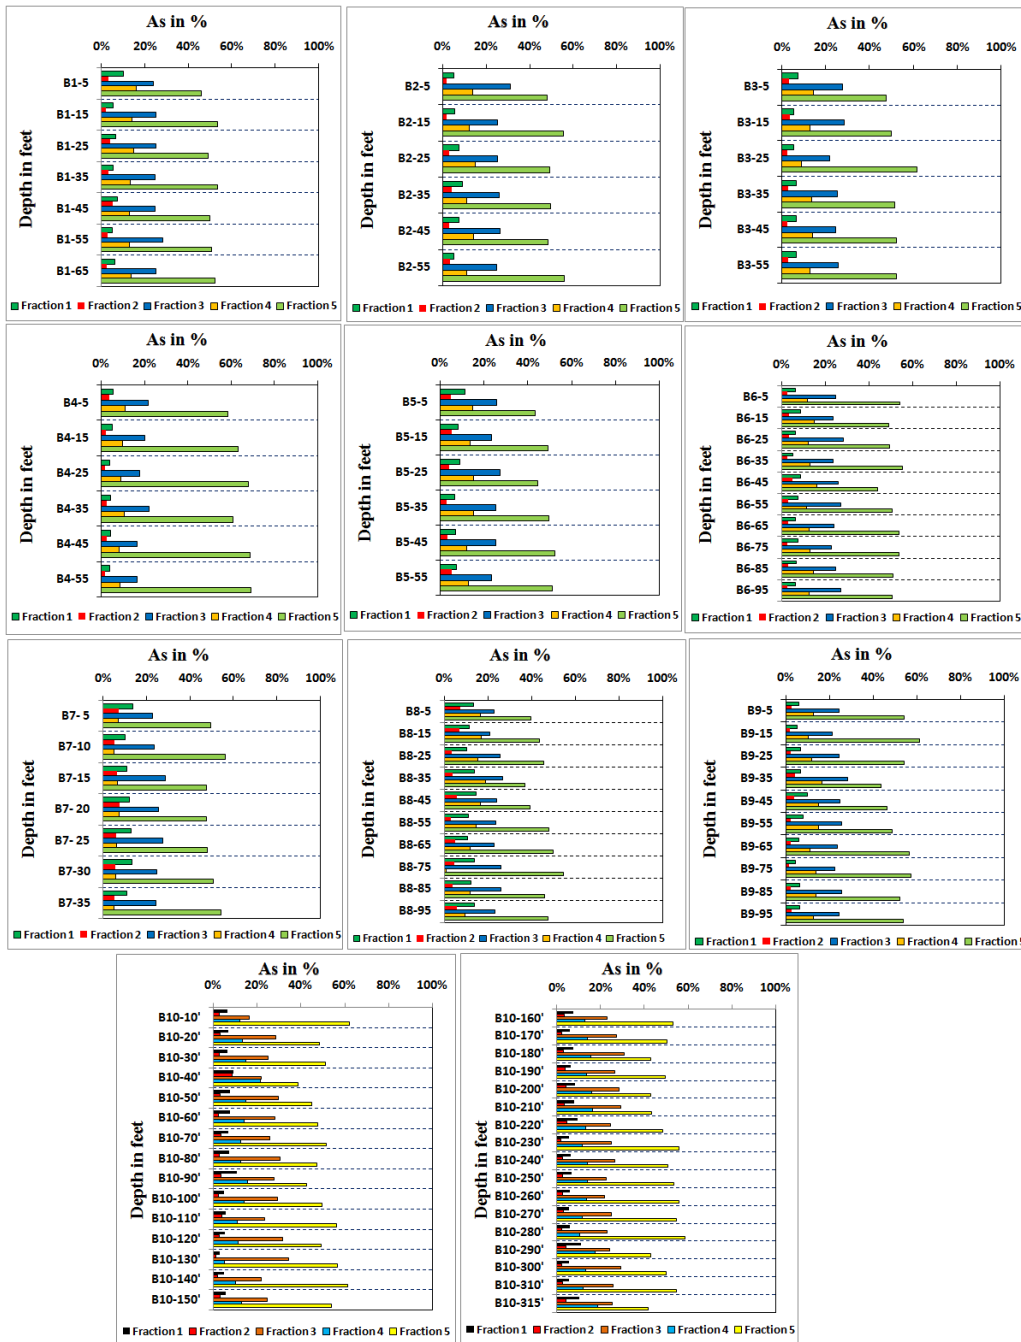 As in %
0% 20% 40% 60% 80% 100%
Depth in feet
B1-5
B1-15
B1-25
B1-35
B1-45
B1-55
B1-65
Fraction 1 Fraction 2 Fraction 3 Fraction 4 Fraction 5
As in %
0% 20% 40% 60% 80% 100%
Depth in feet
B2-5
B2-15
B2-25
B2-35
B2-45
B2-55
Fraction 1 Fraction 2 Fraction 3 Fraction 4 Fraction 5
As in %
0% 20% 40% 60% 80% 100%
Depth in feet
B3-5
B3-15
B3-25
B3-35
B3-45
B3-55
Fraction 1 Fraction 2 Fraction 3 Fraction 4 Fraction 5
As in %
0% 20% 40% 60% 80% 100%
Depth in feet
B4-5
B4-15
B4-25
B4-35
B4-45
B4-55
Fraction 1 Fraction 2 Fraction 3 Fraction 4 Fraction 5
As in %
0% 20% 40% 60% 80% 100%
Depth in feet
B5-5
B5-15
B5-25
B5-35
B5-45
B5-55
Fraction 1 Fraction 2 Fraction 3 Fraction 4 Fraction 5
As in %
0% 20% 40% 60% 80% 100%
Depth in feet
B6-5
B6-15
B6-25
B6-35
B6-45
B6-55
B6-65
B6-75
B6-85
B6-95
Fraction 1 Fraction 2 Fraction 3 Fraction 4 Fraction 5
As in %
0% 20% 40% 60% 80% 100%
Depth in feet
B7- 5
B7-10
B7-15
B7- 20
B7-25
B7-30
B7-35
Fraction 1 Fraction 2 Fraction 3 Fraction 4 Fraction 5
As in %
0% 20% 40% 60% 80% 100%
Depth in feet
B8-5
B8-15
B8-25
B8-35
B8-45
B8-55
B8-65
B8-75
B8-85
B8-95
Fraction 1 Fraction 2 Fraction 3 Fraction 4 Fraction 5
As in %
0% 20% 40% 60% 80% 100%
Depth in feet
B9-5
B9-15
B9-25
B9-35
B9-45
B9-55
B9-65
B9-75
B9-85
B9-95
Fraction 1 Fraction 2 Fraction 3 Fraction 4 Fraction 5
As in %
0% 20% 40% 60% 80% 100%
Depth in feet
B10-10'
B10-20'
B10-30'
B10-40'
B10-50'
B10-60'
B10-70'
B10-80'
B10-90'
B10-100'
B10-110'
B10-120'
B10-130'
B10-140'
B10-150'
Fraction 1 Fraction 2 Fraction 3 Fraction 4 Fraction 5
As in %
0% 20% 40% 60% 80% 100%
Depth in feet
B10-160'
B10-170'
B10-180'
B10-190'
B10-200'
B10-210'
B10-220'
B10-230'
B10-240'
B10-250'
B10-260'
B10-270'
B10-280'
B10-290'
B10-300'
B10-310'
B10-315'
Fraction 1 Fraction 2 Fraction 3 Fraction 4 Fraction 5